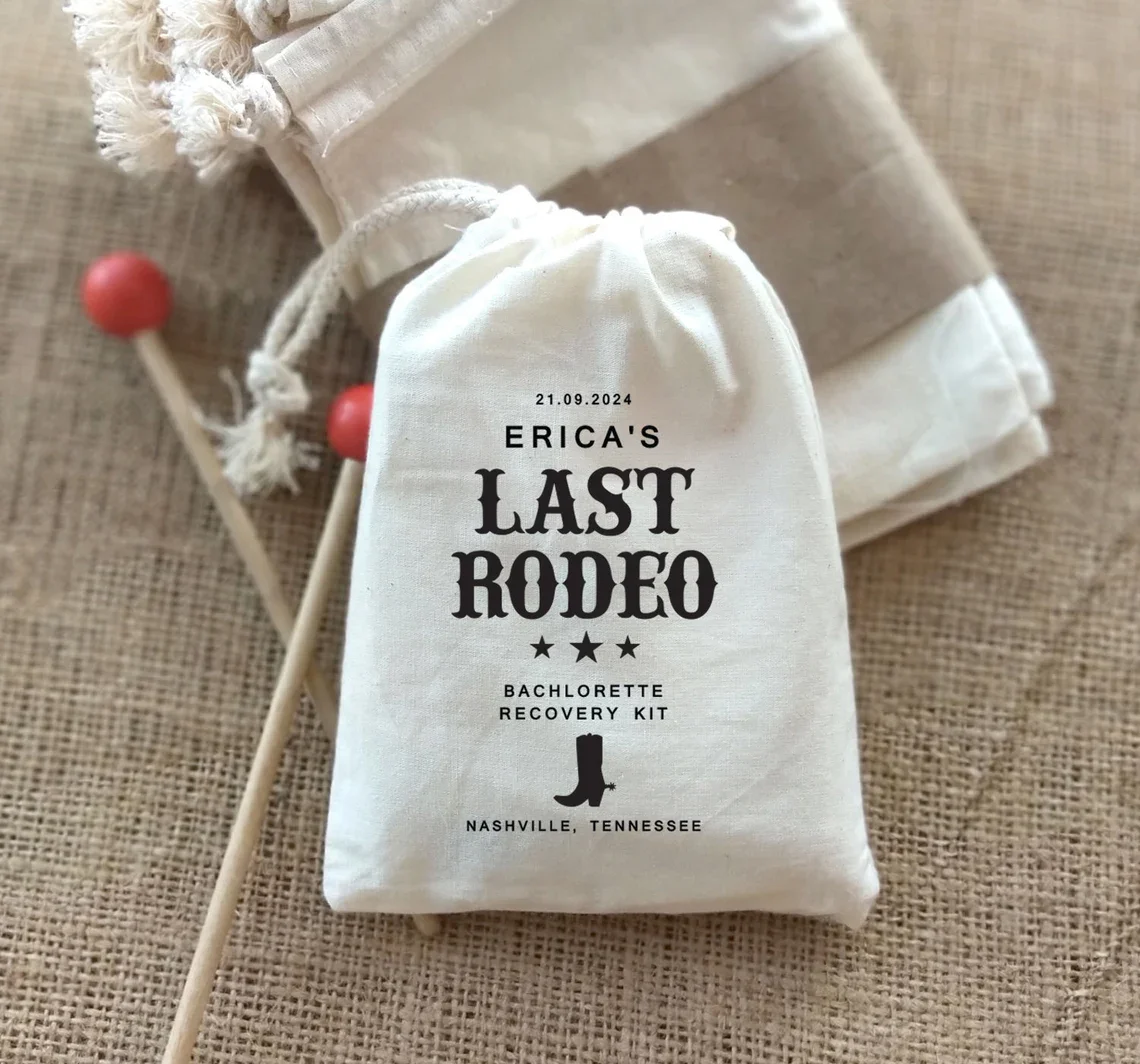 21.09.2024
ERICA'S
LAST
RODEO
BACHLORETTE
RECOVERY KIT
NASHVILLE, TENNESSEE